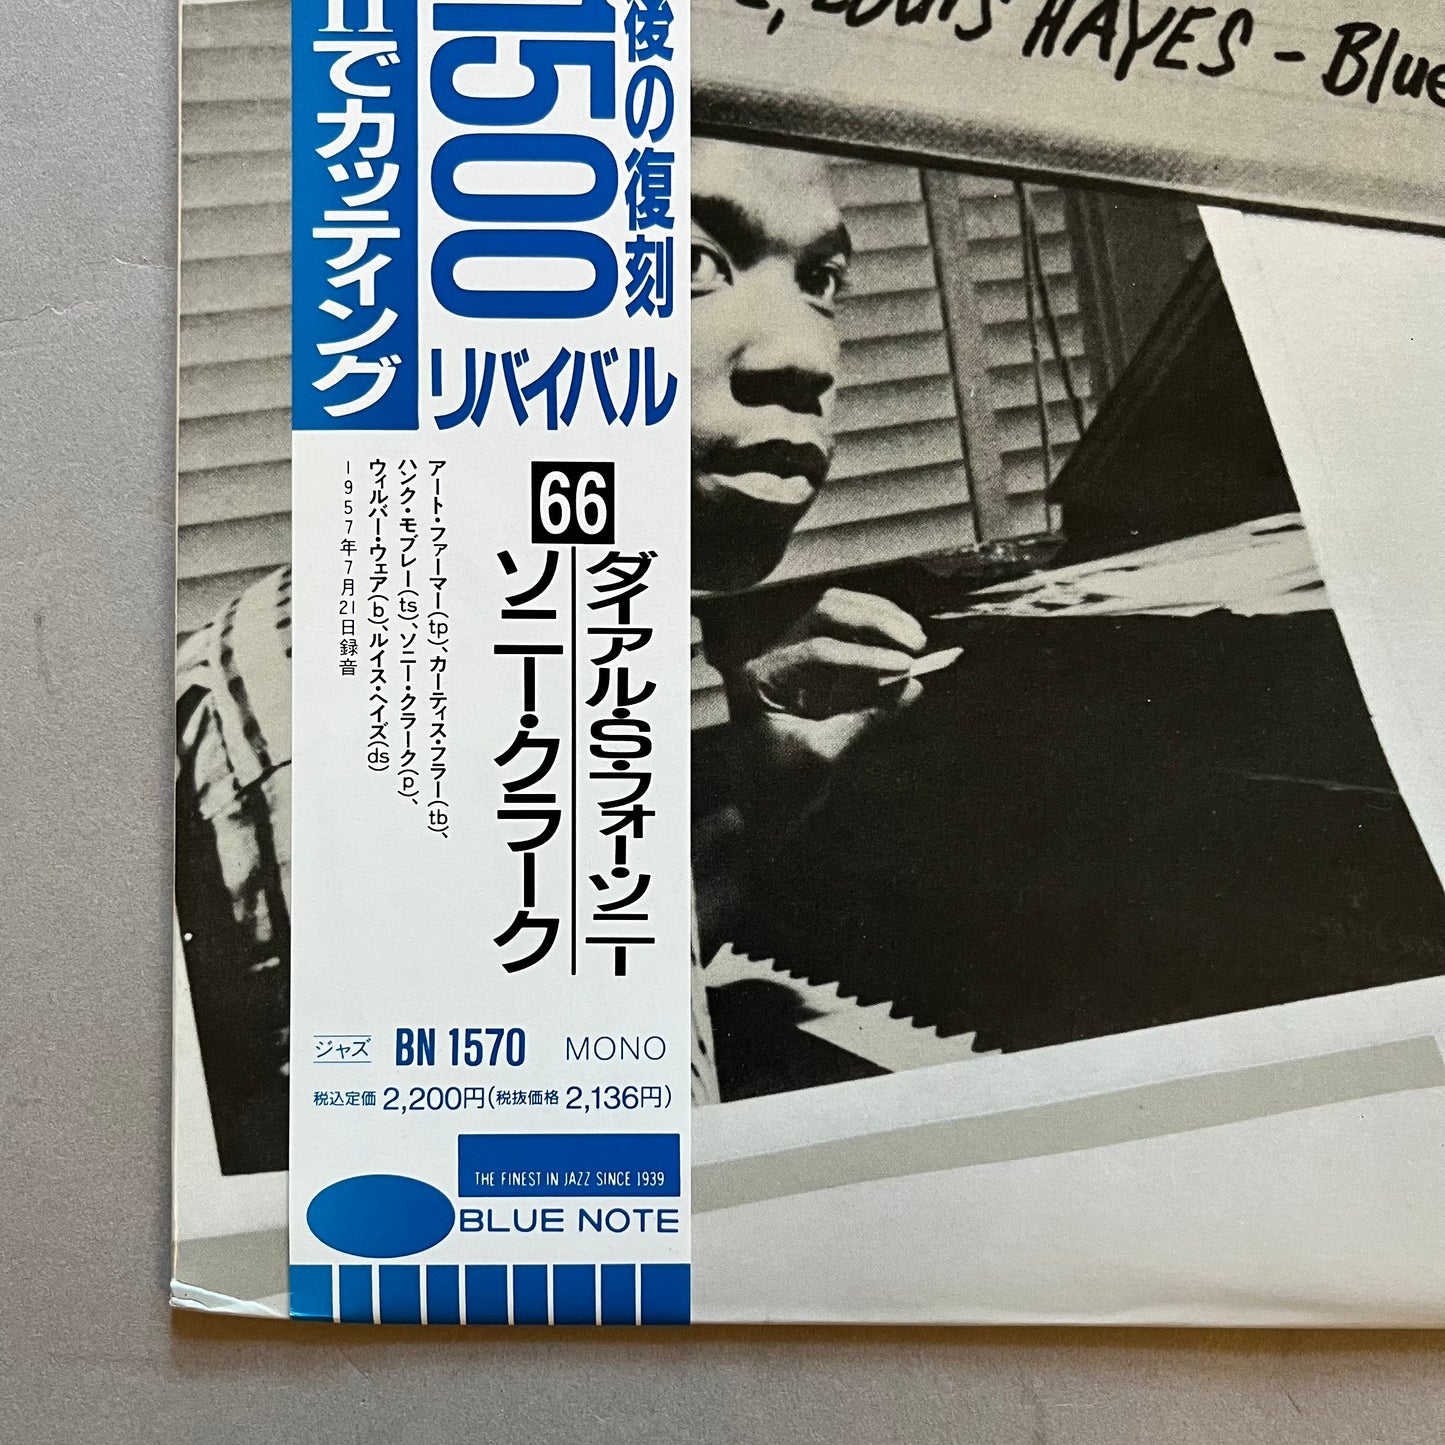 LOUIS HAYES - Blue
後の復刻
1500
リバイバル
IIでカッティング
66
ダイアル・S・フォー・ソニー
ソニー・クラーク
アート・ファーマー(tp)、カーティス・フラー(tb)、
ハンク・モブレー(ts)、ソニー・クラーク(p)、
ウィルバー・ウェア(b)、ルイス・ヘイズ(ds)
ー1957年7月21日録音
ジャズ BN 1570 MONO
税込定価 2,200円(税抜価格 2,136円)
THE FINEST IN JAZZ SINCE 1939
BLUE NOTE